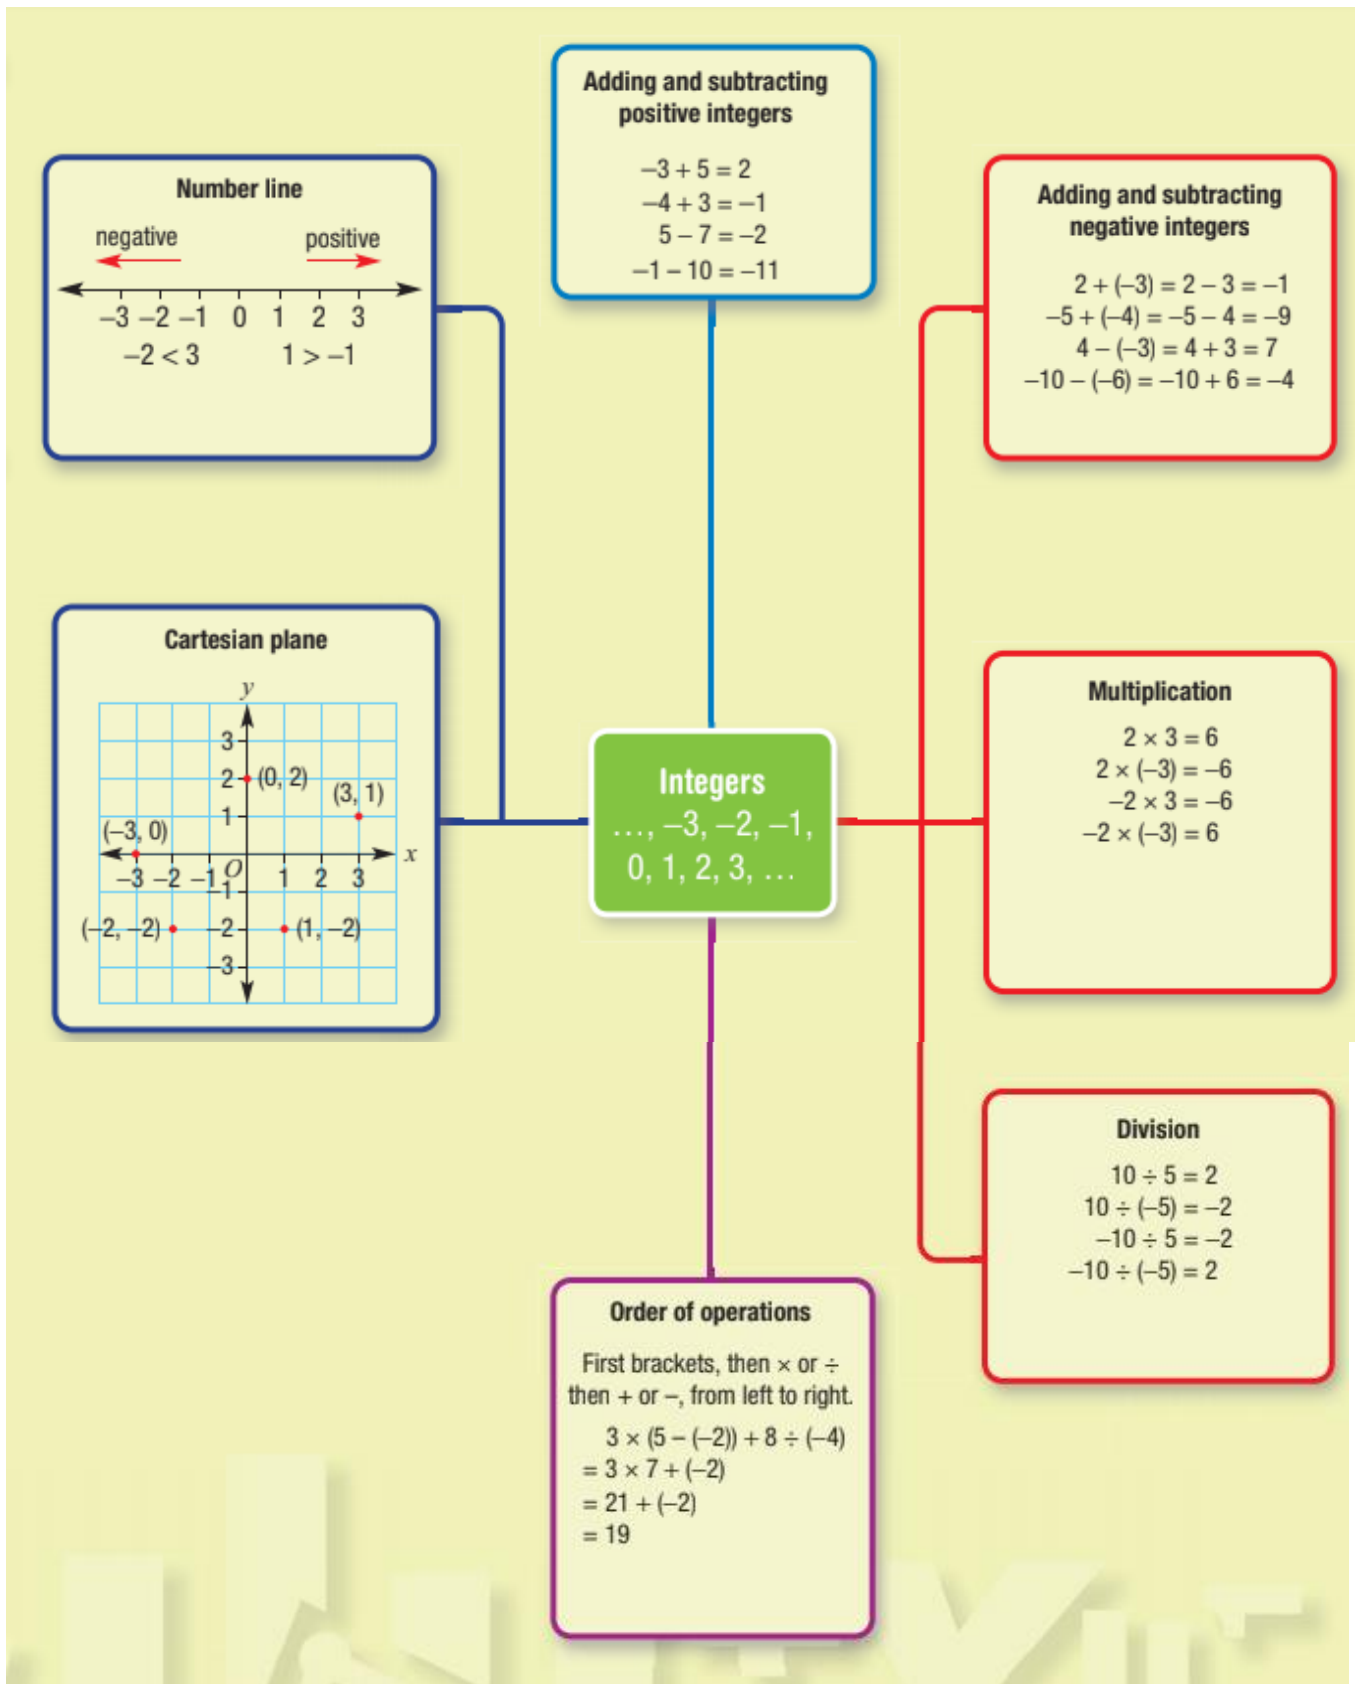 Adding and subtracting
positive integers
−3 + 5 = 2
−4 + 3 = −1
5 − 7 = −2
−1 − 10 = −11
Number line
negative positive
−3 −2 −1 0 1 2 3
−2 < 3 1 > −1
Adding and subtracting
negative integers
2 + (−3) = 2 − 3 = −1
−5 + (−4) = −5 − 4 = −9
4 − (−3) = 4 + 3 = 7
−10 − (−6) = −10 + 6 = −4
Cartesian plane
y
3
2 (0, 2)
(3, 1)
1
(−3, 0)
x
O
−3 −2 −1 1 2 3
−1
(−2, −2) −2 (1, −2)
−3
Integers
…, −3, −2, −1,
0, 1, 2, 3, …
Multiplication
2 × 3 = 6
2 × (−3) = −6
−2 × 3 = −6
−2 × (−3) = 6
Division
10 ÷ 5 = 2
10 ÷ (−5) = −2
−10 ÷ 5 = −2
−10 ÷ (−5) = 2
Order of operations
First brackets, then × or ÷
then + or −, from left to right.
3 × (5 − (−2)) + 8 ÷ (−4)
= 3 × 7 + (−2)
= 21 + (−2)
= 19